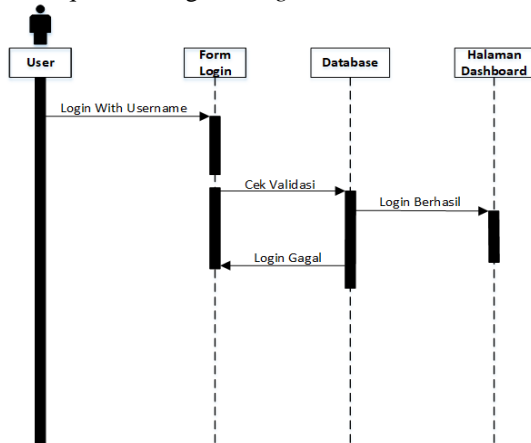 User
Form
Login
Database
Halaman
Dashboard
Login With Username
Cek Validasi
Login Berhasil
Login Gagal